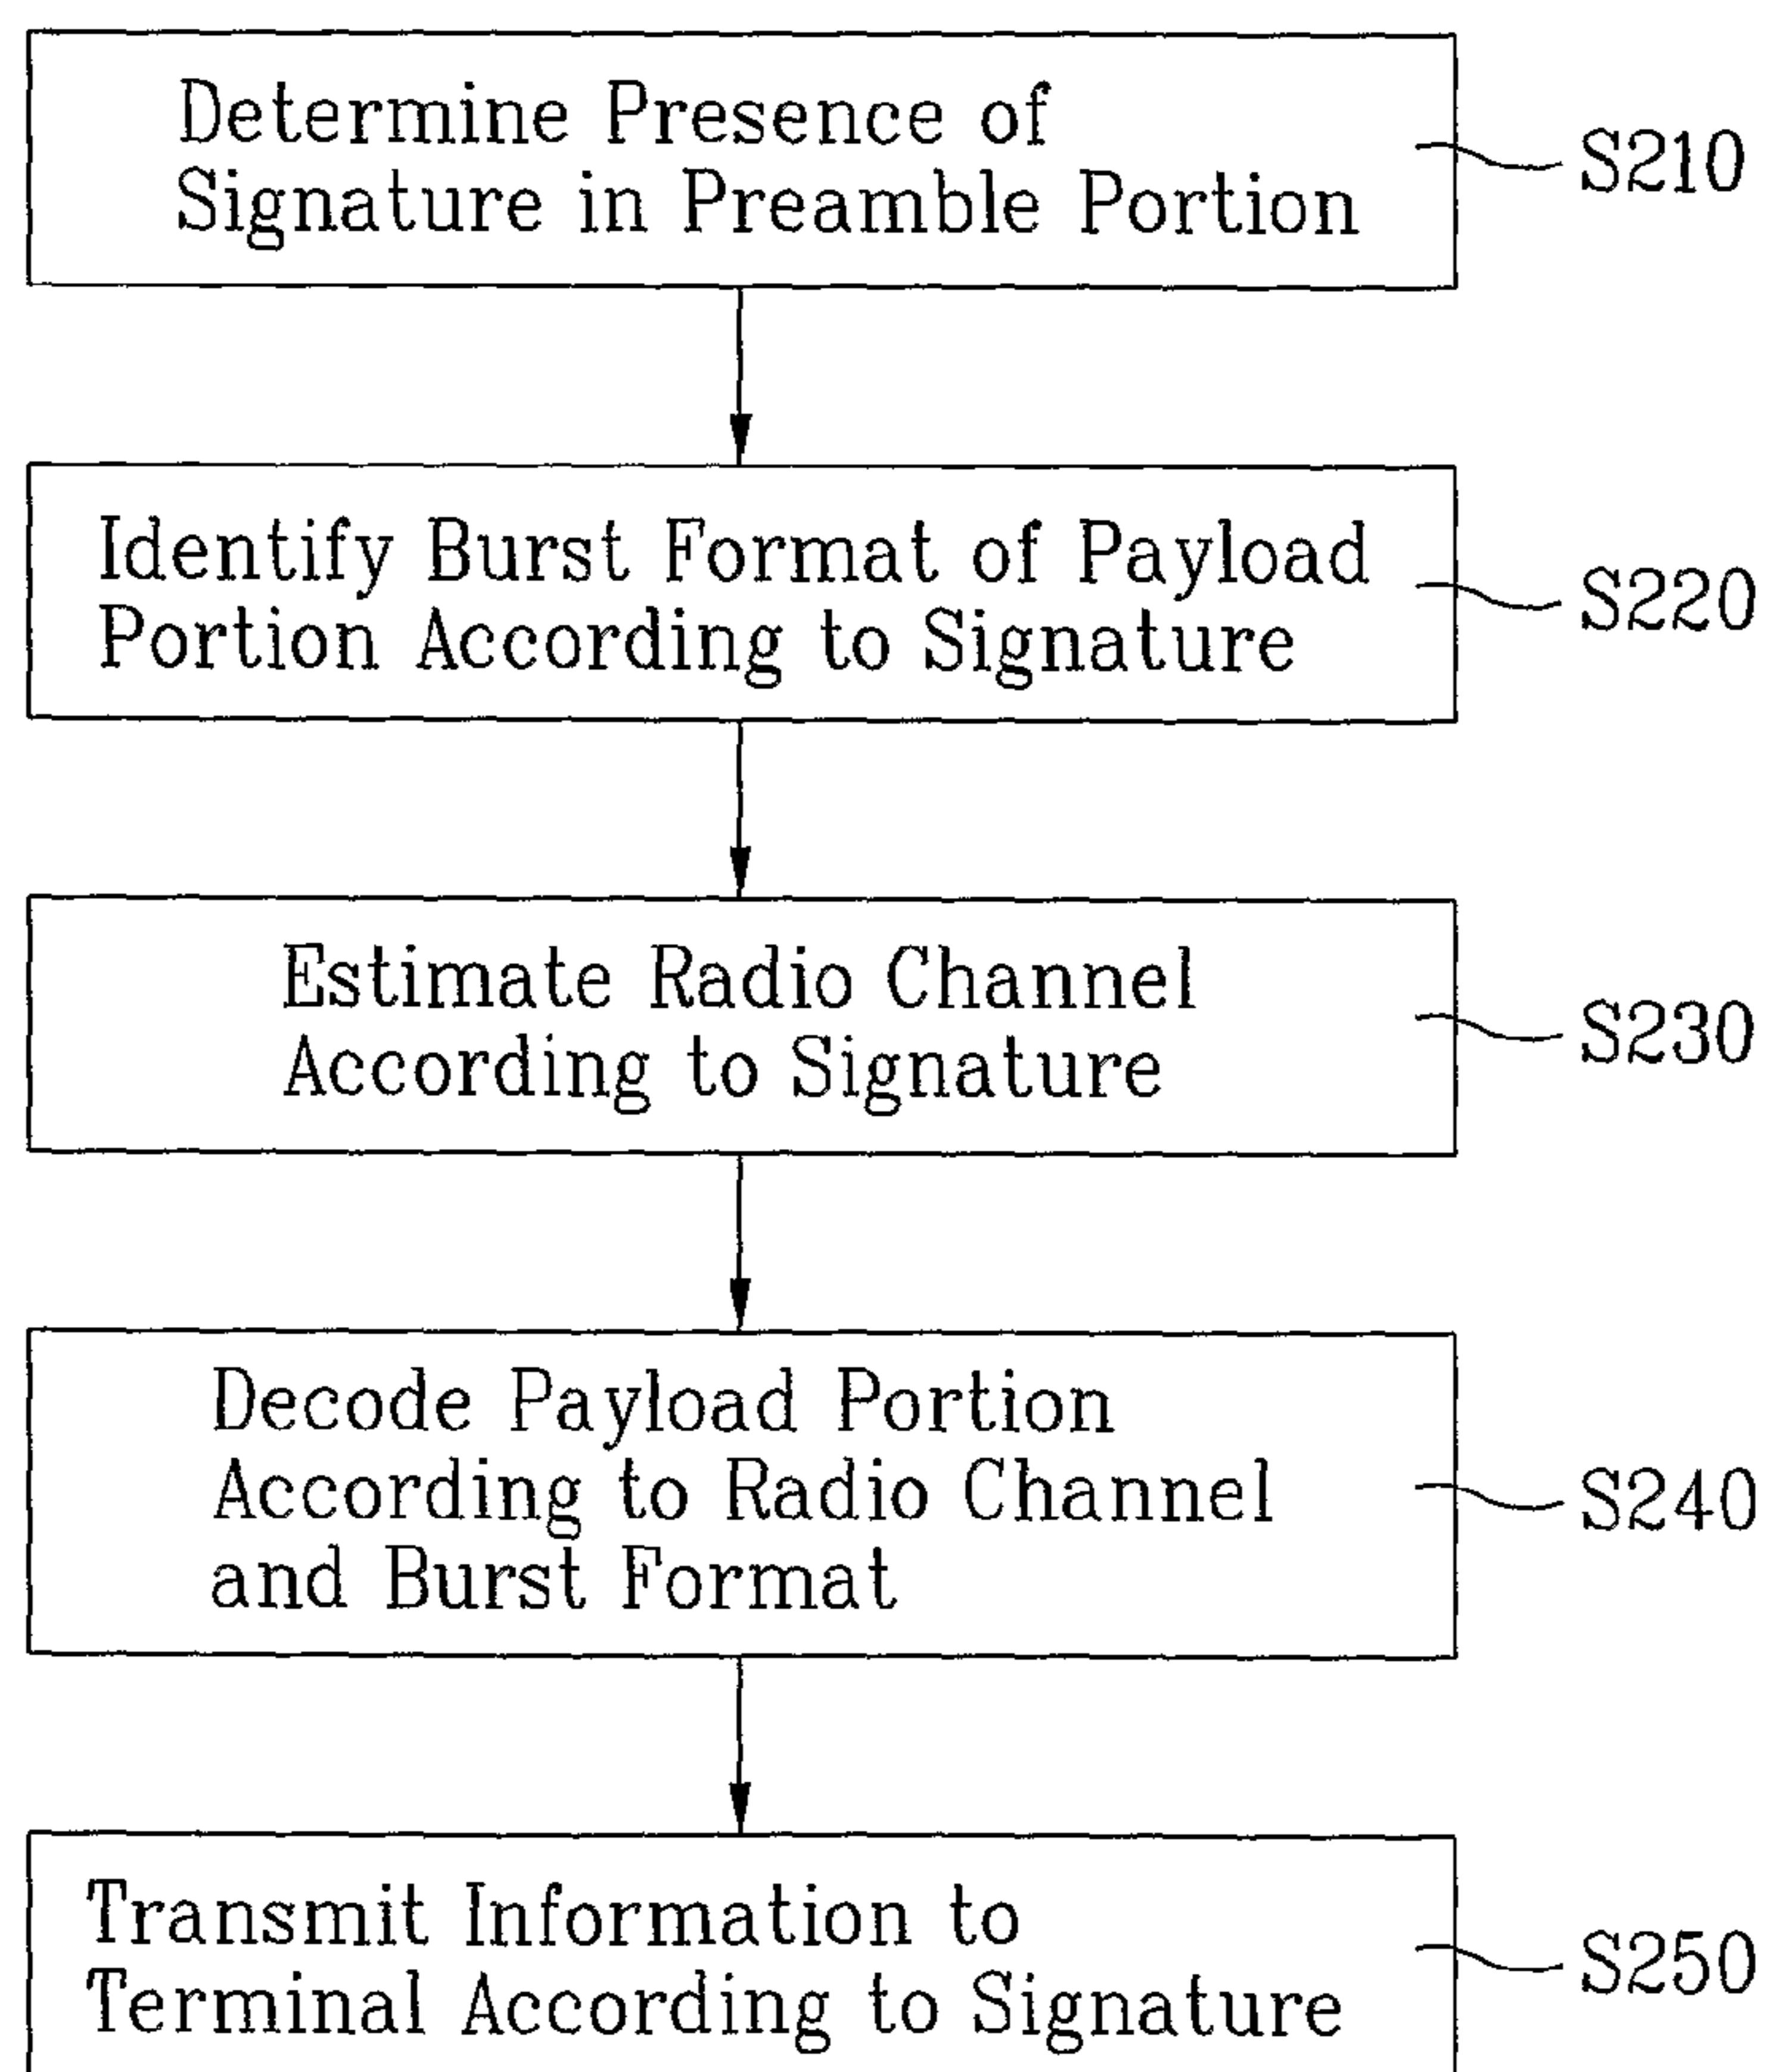 Determine Presence of
Signature in Preamble Portion
S210
Identify Burst Format of Payload
Portion According to Signature
S220
Estimate Radio Channel
According to Signature
S230
Decode Payload Portion
According to Radio Channel
and Burst Format
S240
Transmit Information to
Terminal According to Signature
S250